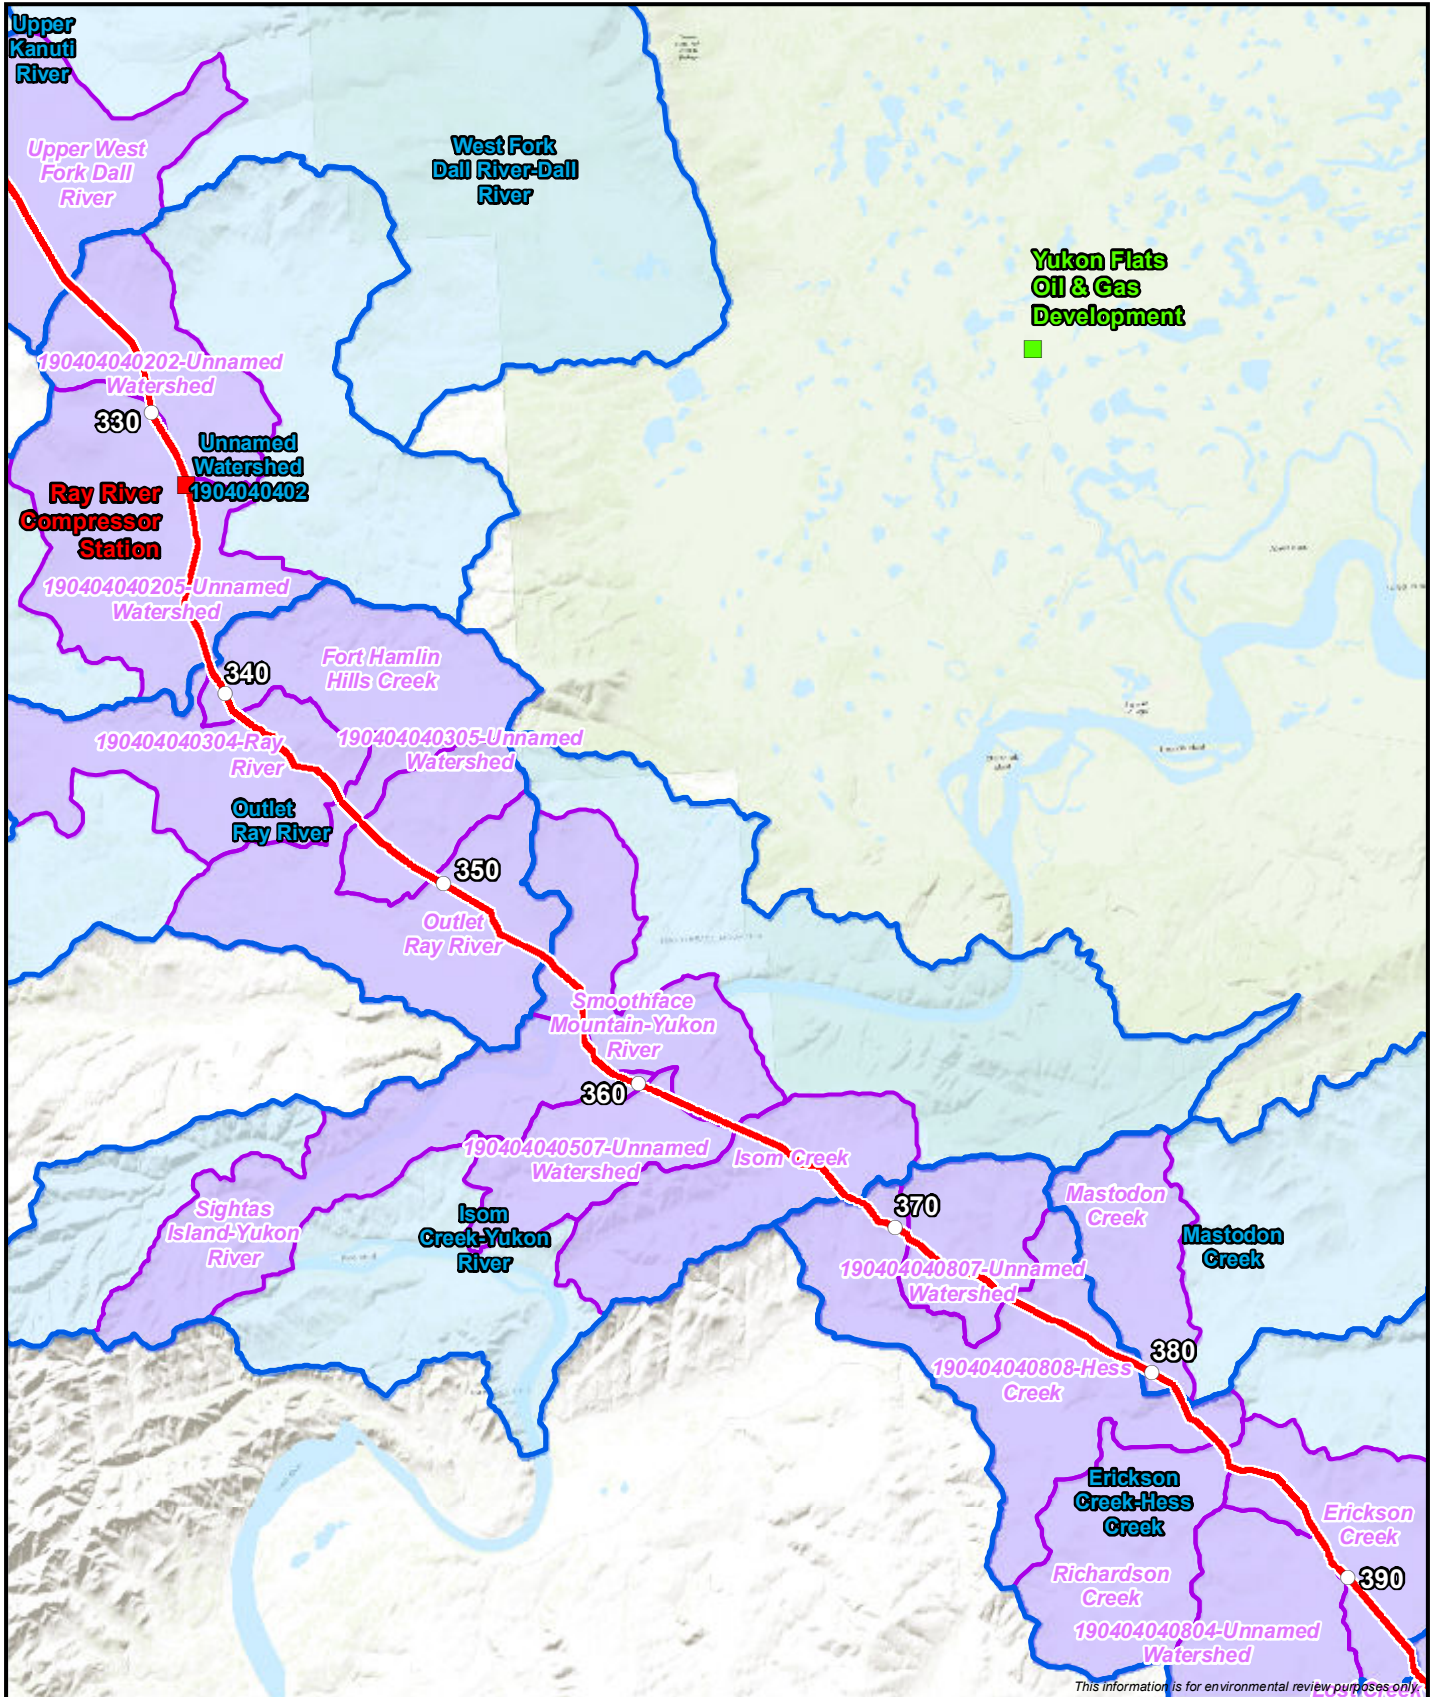 Upper
Kanuti
River
Upper West
Fork Dall
River
West Fork
Dall River-Dall
River
Yukon Flats
Oil & Gas
Development
190404040202-Unnamed
Watershed
330
Unnamed
Watershed
1904040402
Ray River
Compressor
Station
190404040205-Unnamed
Watershed
340
Fort Hamlin
Hills Creek
190404040304-Ray
River
190404040305-Unnamed
Watershed
Outlet
Ray River
350
Outlet
Ray River
Smoothface
Mountain-Yukon
River
360
190404040507-Unnamed
Watershed
Isom Creek
Sightas
Island-Yukon
River
Isom
Creek-Yukon
River
370
Mastodon
Creek
Mastodon
Creek
190404040807-Unnamed
Watershed
380
190404040808-Hess
Creek
Erickson
Creek-Hess
Creek
Erickson
Creek
Richardson
Creek
390
190404040804-Unnamed
Watershed
Lost Creek
This information is for environmental review purposes only.